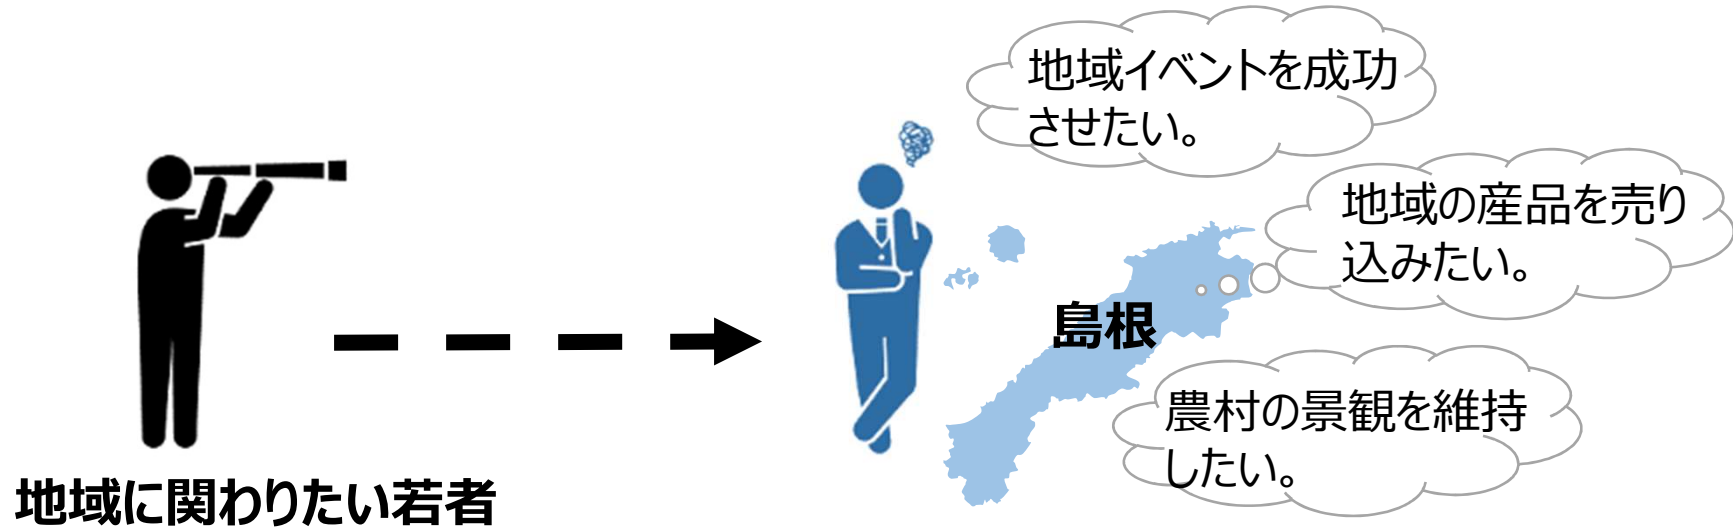 地域イベントを成功
させたい。
地域の産品を売り
込みたい。
島根
農村の景観を維持
したい。
地域に関わりたい若者